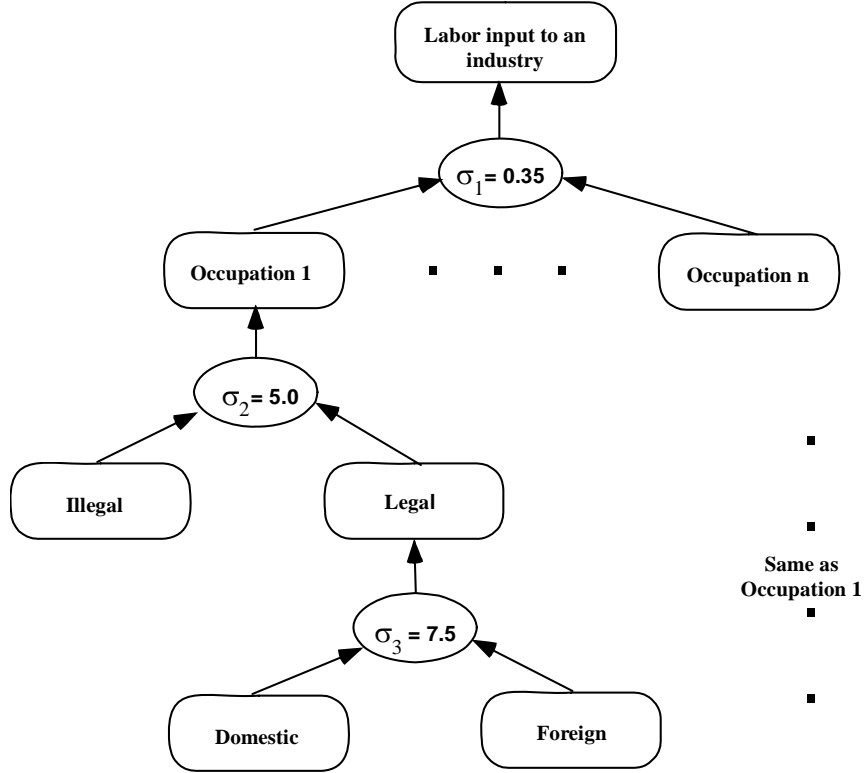 Labor input to an
industry
σ1= 0.35
Occupation 1
Occupation n
σ2= 5.0
Illegal
Legal
Same as
Occupation 1
σ3 = 7.5
Domestic
Foreign